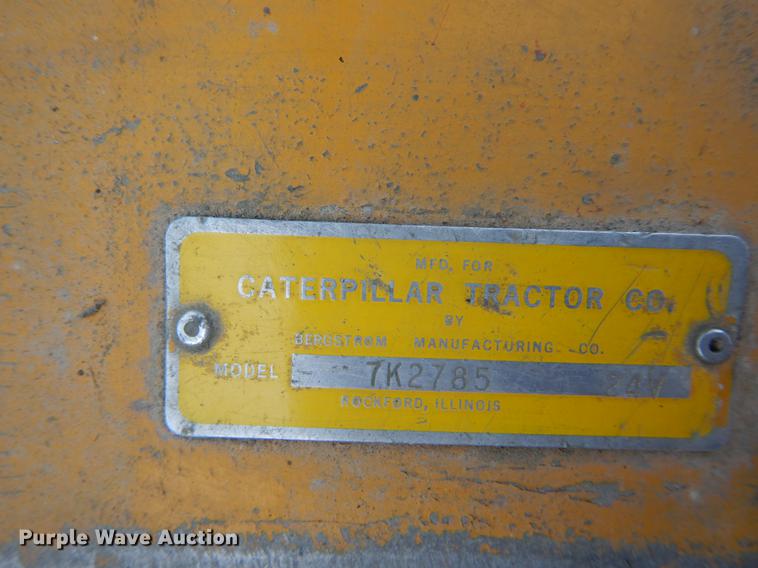 MFD. FOR
CATERPILLAR TRACTOR CO.
BY
BERGSTROM MANUFACTURING CO.
MODEL 7K2785 24V
ROCKFORD, ILLINOIS
Purple Wave Auction